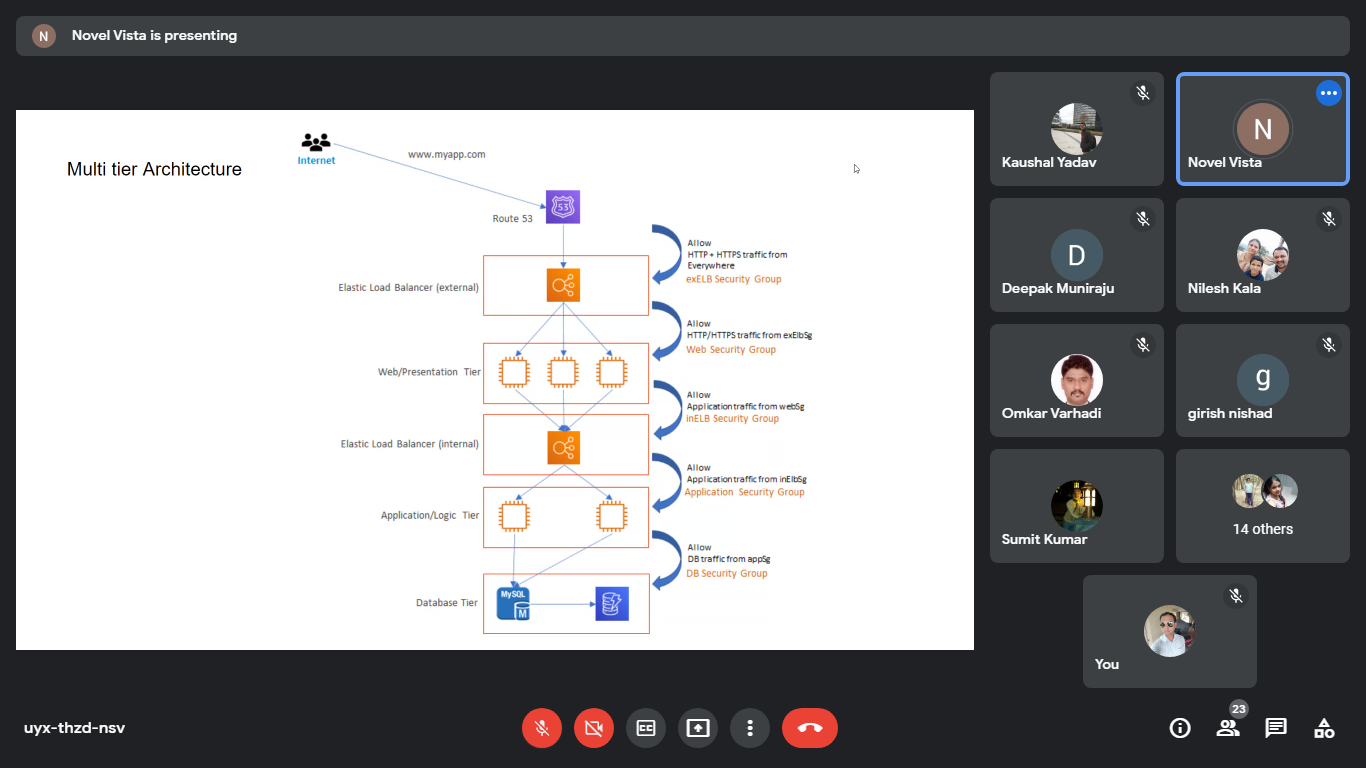 N
Novel Vista is presenting
Multi tier Architecture
Internet
www.myapp.com
53
Route 53
Allow
HTTP + HTTPS traffic from
Everywhere
exELB Security Group
Elastic Load Balancer (external)
Allow
HTTP/HTTPS traffic from exElbSg
Web Security Group
Web/Presentation Tier
Allow
Application traffic from webSg
inELB Security Group
Elastic Load Balancer (internal)
Allow
Application traffic from inElbSg
Application Security Group
Application/Logic Tier
Allow
DB traffic from appSg
DB Security Group
MySQL
M
Database Tier
Kaushal Yadav
N
Novel Vista
D
Deepak Muniraju
Nilesh Kala
Omkar Varhadi
g
girish nishad
Sumit Kumar
14 others
You
uyx-thzd-nsv
CC
23